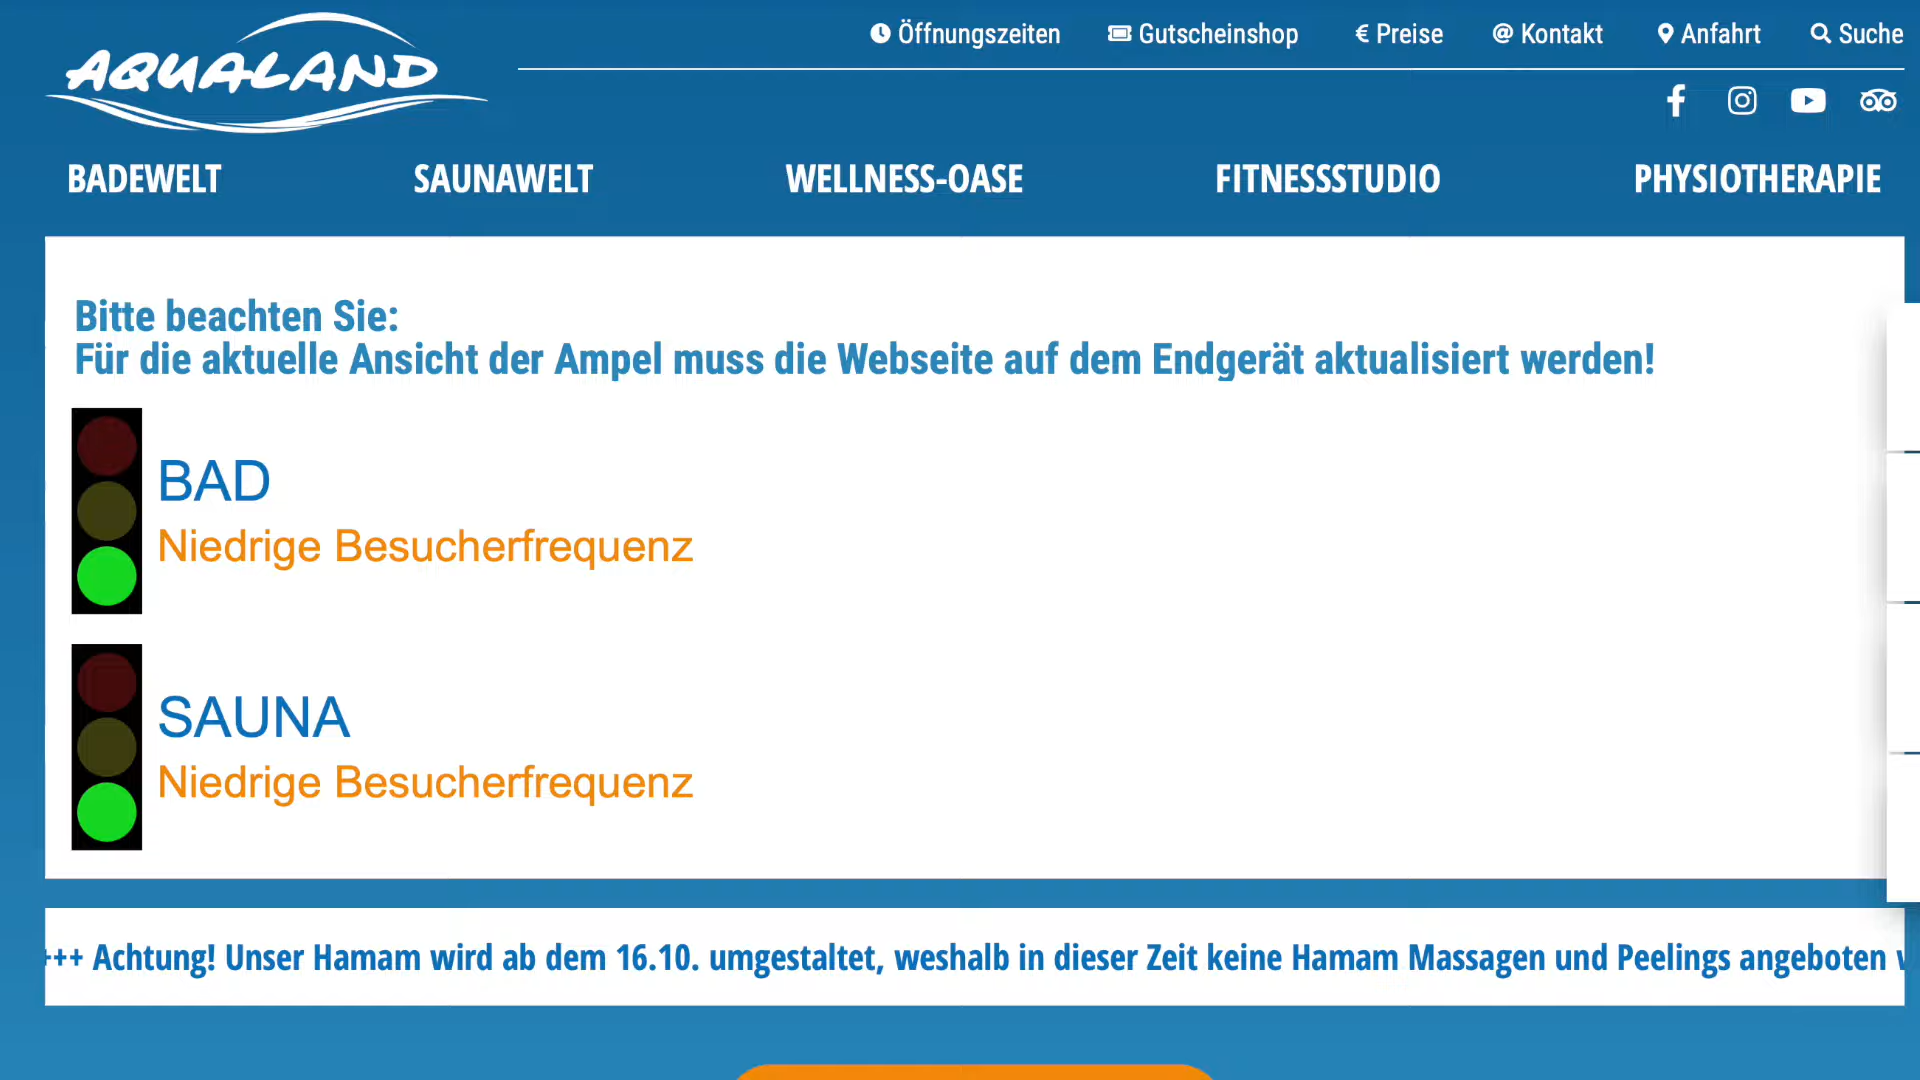 AQUALAND
Öffnungszeiten
Gutscheinshop
€ Preise
@ Kontakt
Anfahrt
Suche
BADEWELT
SAUNAWELT
WELLNESS-OASE
FITNESSSTUDIO
PHYSIOTHERAPIE
Bitte beachten Sie:
Für die aktuelle Ansicht der Ampel muss die Webseite auf dem Endgerät aktualisiert werden!
BAD
Niedrige Besucherfrequenz
SAUNA
Niedrige Besucherfrequenz
+++ Achtung! Unser Hamam wird ab dem 16.10. umgestaltet, weshalb in dieser Zeit keine Hamam Massagen und Peelings angeboten